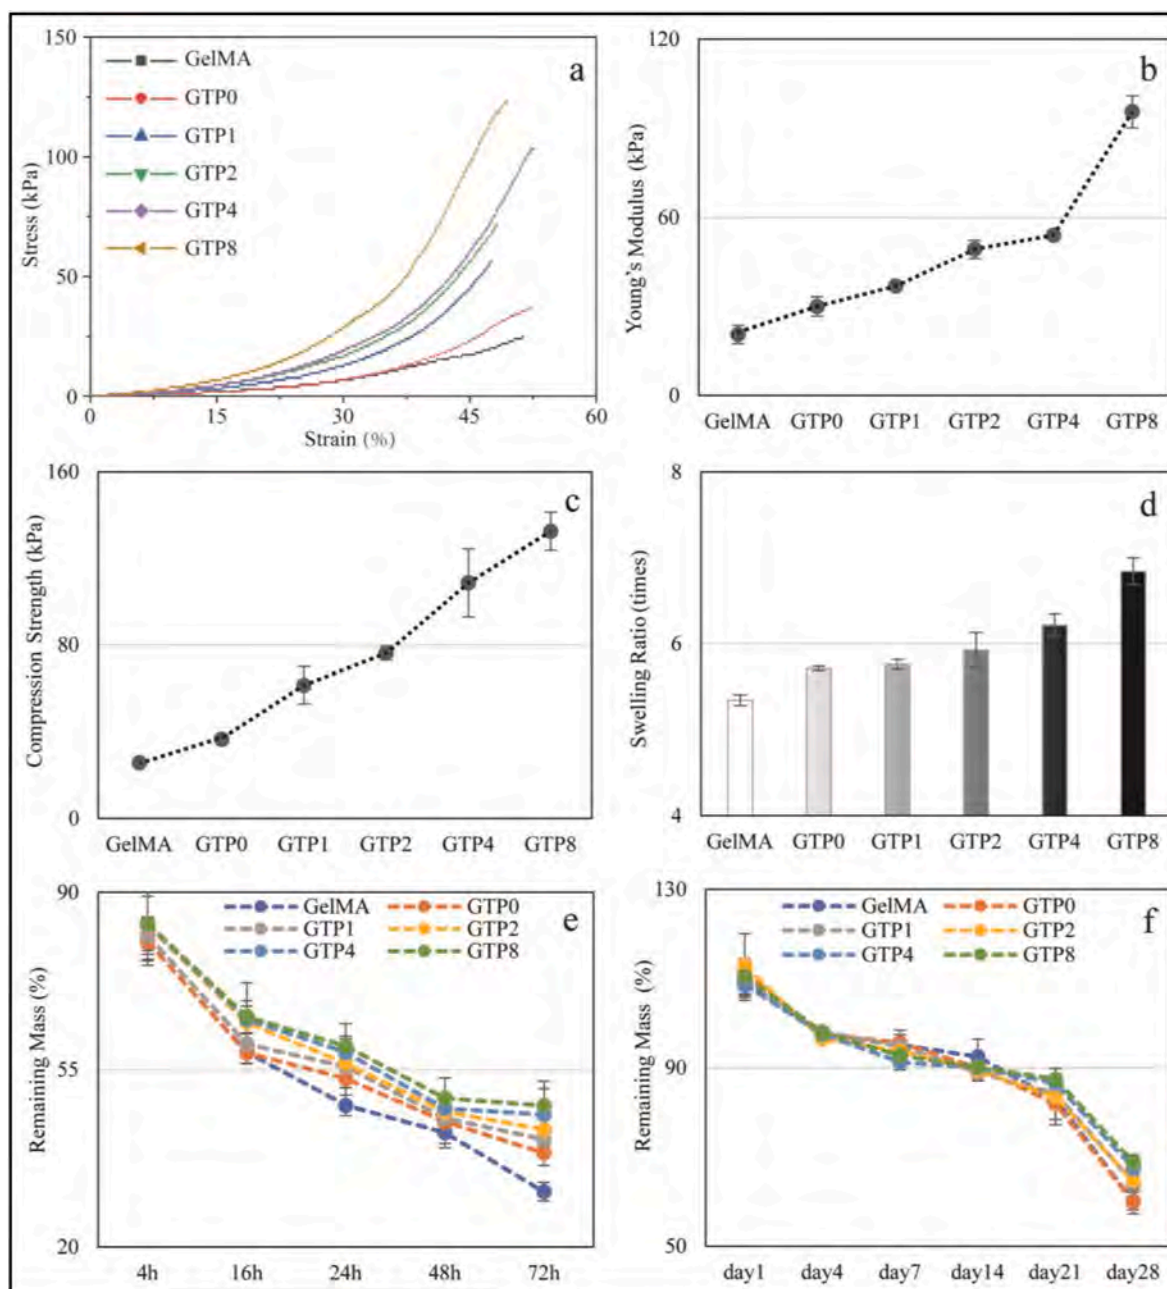 150
100
50
0
Stress (kPa)
GelMA
GTP0
GTP1
GTP2
GTP4
GTP8
a
0 15 30 45 60
Strain (%)
120
60
0
Young's Modulus (kPa)
b
GelMA GTP0 GTP1 GTP2 GTP4 GTP8
160
80
0
Compression Strength (kPa)
c
GelMA GTP0 GTP1 GTP2 GTP4 GTP8
8
6
4
Swelling Ratio (times)
d
GelMA GTP0 GTP1 GTP2 GTP4 GTP8
90
55
20
Remaining Mass (%)
GelMA GTP0
GTP1 GTP2
GTP4 GTP8
e
4h 16h 24h 48h 72h
130
90
50
Remaining Mass (%)
GelMA GTP0
GTP1 GTP2
GTP4 GTP8
f
day1 day4 day7 day14 day21 day28